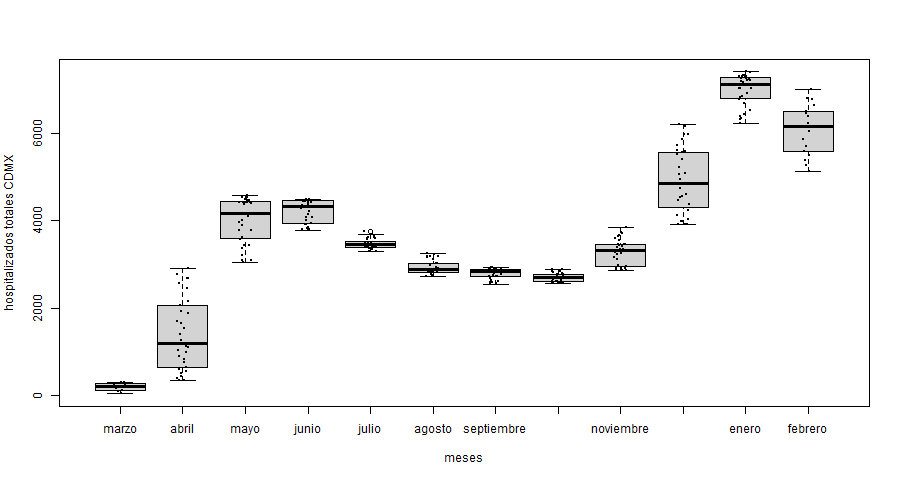 hospitalizados totales CDMX
6000
4000
2000
0
marzo abril mayo junio julio agosto septiembre noviembre enero febrero
meses